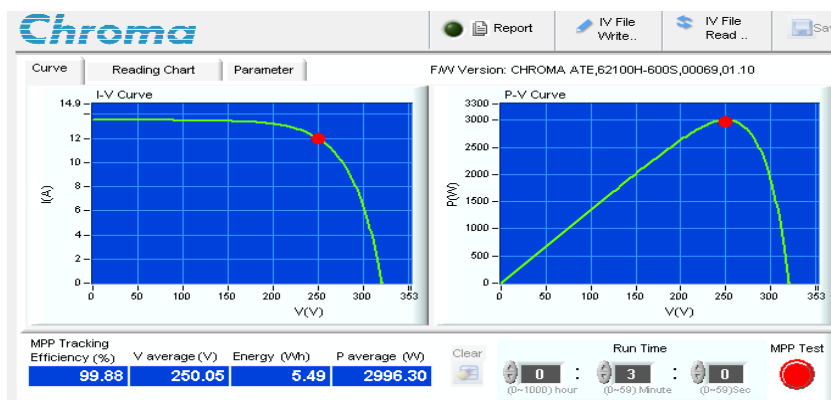 Chroma
Report
IV File Write..
IV File Read ..
Sav
Curve
Reading Chart
Parameter
F/W Version: CHROMA ATE,62100H-600S,00069,01.10
I-V Curve
14.9
12
10
8
6
4
2
0
I(A)
0 50 100 150 200 250 300 353
V(V)
P-V Curve
3300
3000
2500
2000
1500
1000
500
0
P(W)
0 50 100 150 200 250 300 353
V(V)
MPP Tracking
Efficiency (%) V average (V) Energy (Wh) P average (W)
99.88 250.05 5.49 2996.30
Clear
Run Time
0 : 3 : 0
(0~1000) hour (0~59) Minute (0~59)Sec
MPP Test